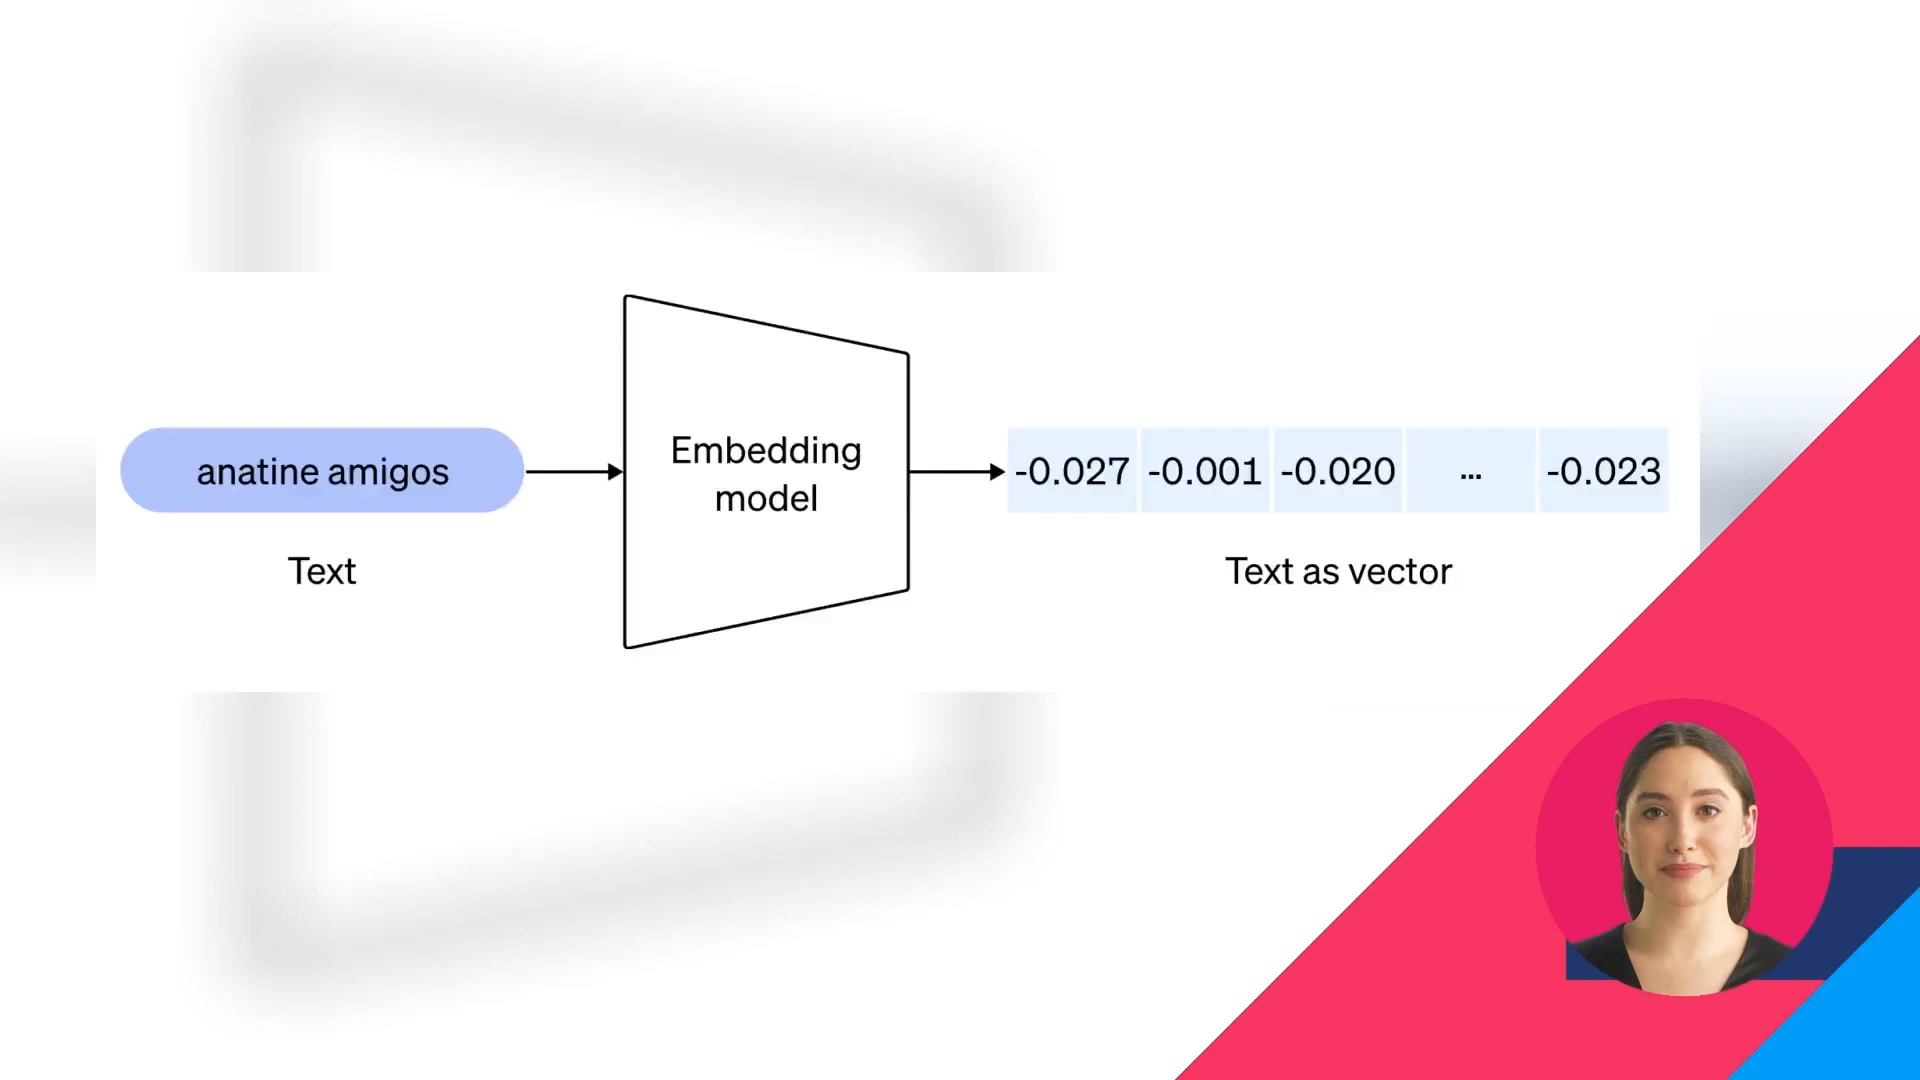 anatine amigos
Text
Embedding
model
-0.027 -0.001 -0.020 ... -0.023
Text as vector